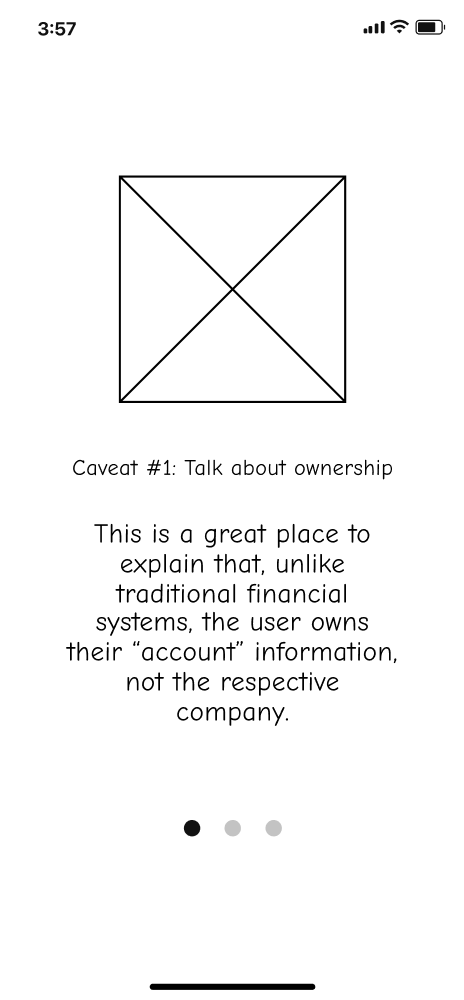 3:57
Caveat #1: Talk about ownership
This is a great place to
explain that, unlike
traditional financial
systems, the user owns
their “account” information,
not the respective
company.